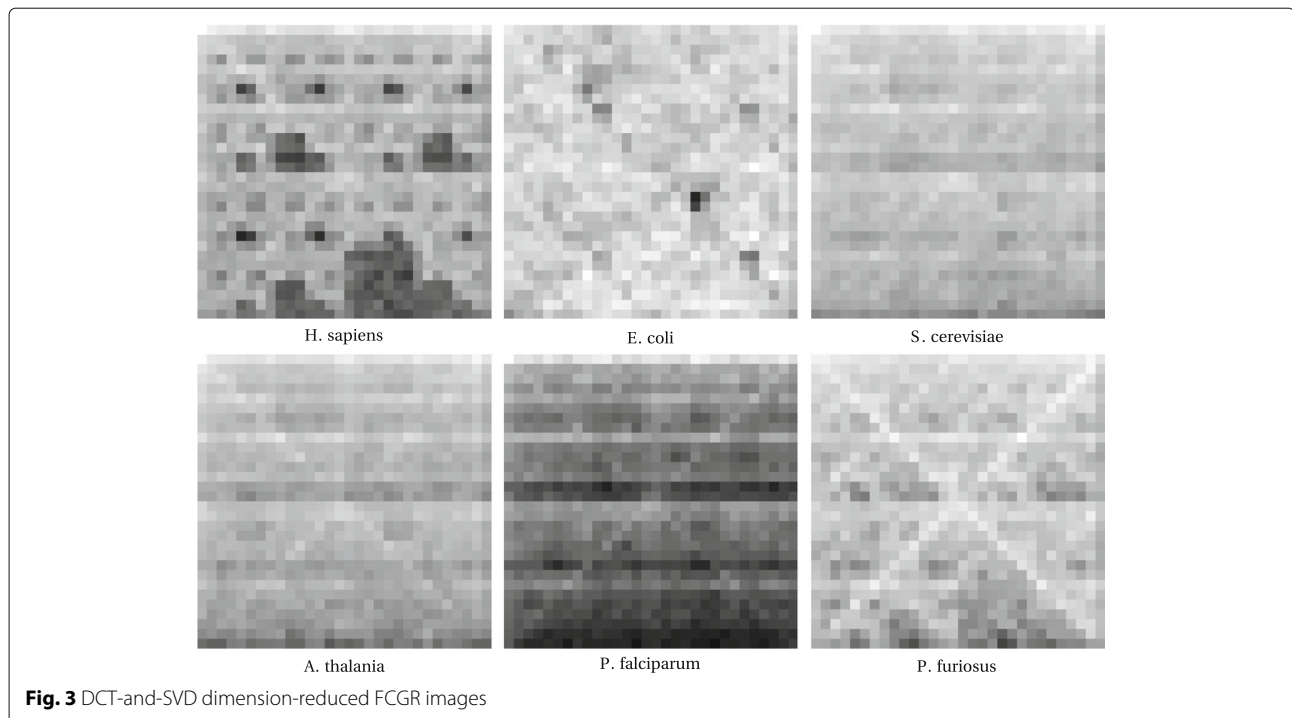 H. sapiens
E. coli
S. cerevisiae
A. thalania
P. falciparum
P. furiosus
Fig. 3 DCT-and-SVD dimension-reduced FCGR images